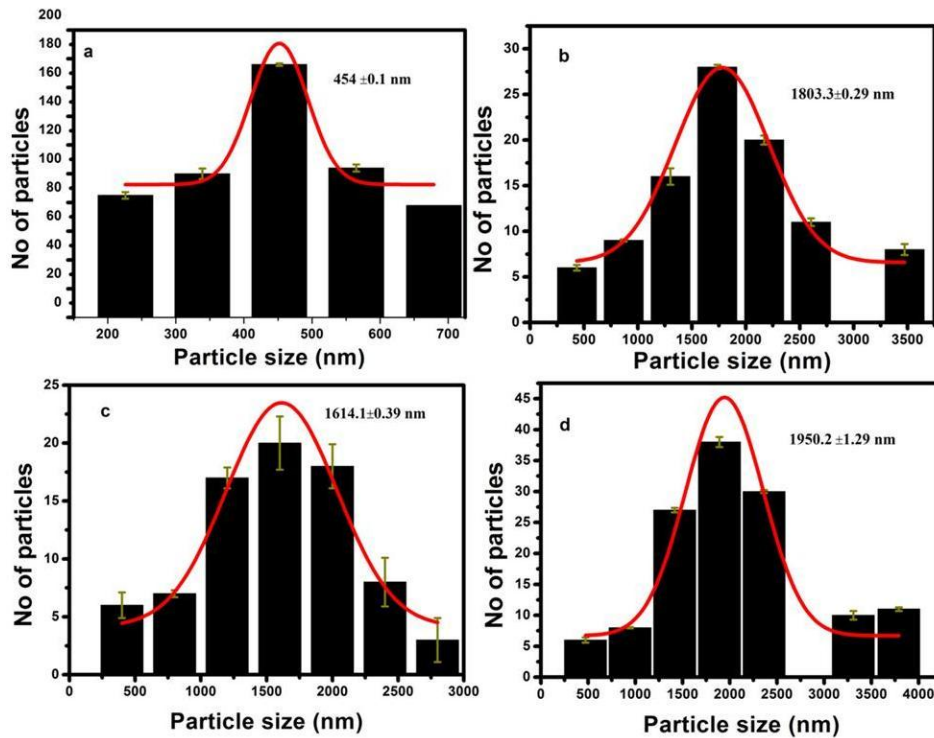 a
454 ±0.1 nm
No of particles
200
180
160
140
120
100
80
60
40
20
0
200 300 400 500 600 700
Particle size (nm)
b
1803.3±0.29 nm
No of particles
30
25
20
15
10
5
0
0 500 1000 1500 2000 2500 3000 3500
Particle size (nm)
c
1614.1±0.39 nm
No of particles
25
20
15
10
5
0
0 500 1000 1500 2000 2500 3000
Particle size (nm)
d
1950.2 ±1.29 nm
No of particles
45
40
35
30
25
20
15
10
5
0
0 500 1000 1500 2000 2500 3000 3500 4000
Particle size (nm)